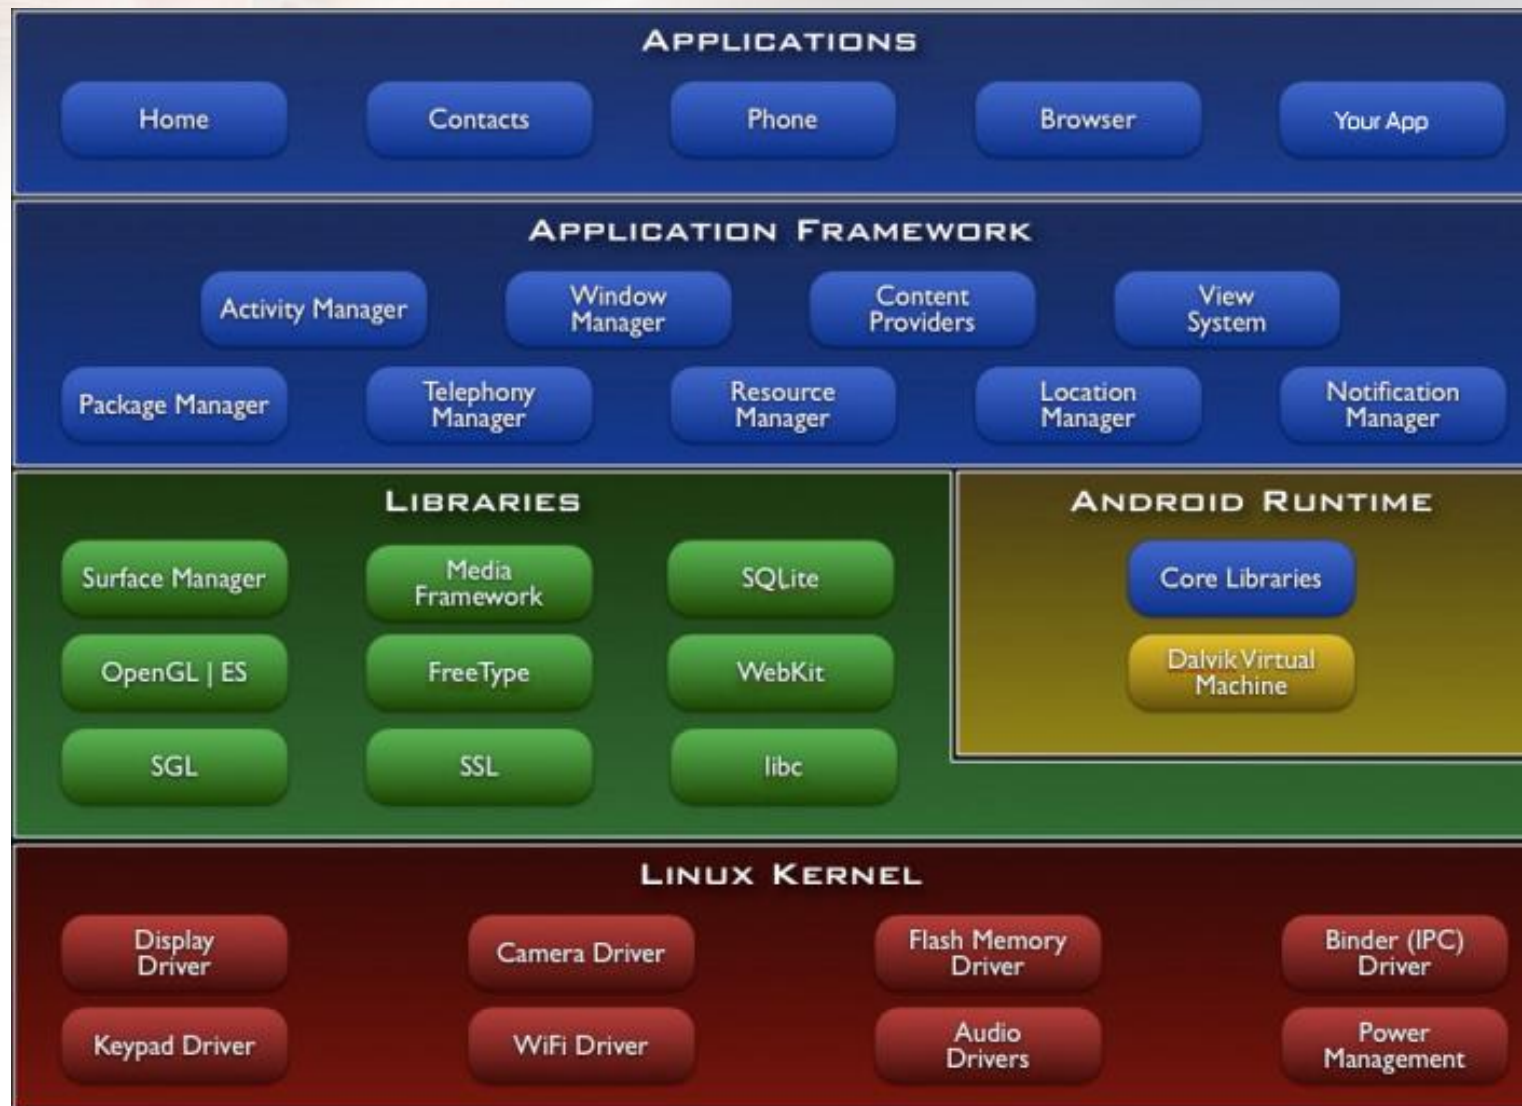 APPLICATIONS
Home
Contacts
Phone
Browser
Your App
APPLICATION FRAMEWORK
Activity Manager
Window
Manager
Content
Providers
View
System
Package Manager
Telephony
Manager
Resource
Manager
Location
Manager
Notification
Manager
LIBRARIES
Surface Manager
Media
Framework
SQLite
OpenGL | ES
FreeType
WebKit
SGL
SSL
libc
ANDROID RUNTIME
Core Libraries
Dalvik Virtual
Machine
LINUX KERNEL
Display
Driver
Camera Driver
Flash Memory
Driver
Binder (IPC)
Driver
Keypad Driver
WiFi Driver
Audio
Drivers
Power
Management